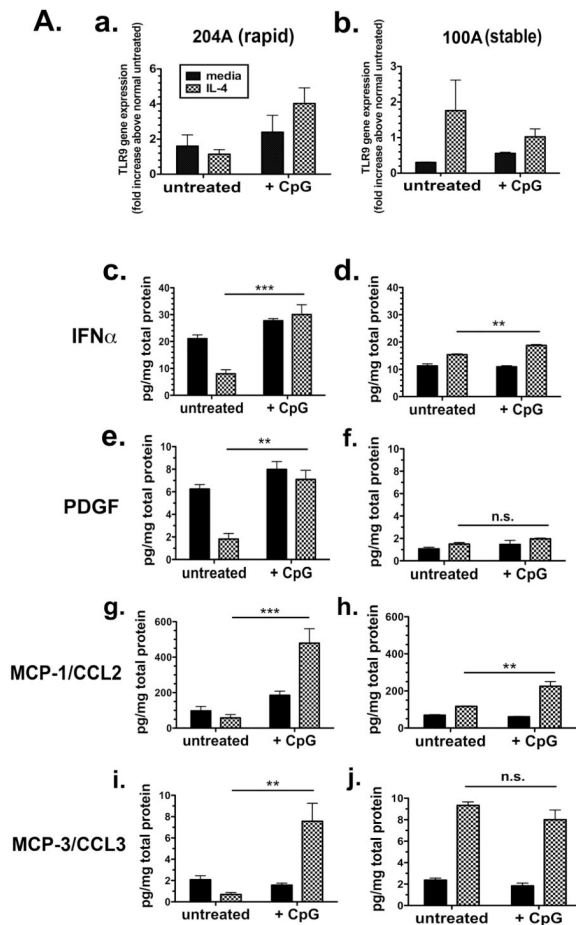 A.
a. 204A (rapid)
TLR9 gene expression
(fold increase above normal untreated)
6
4
2
0
media
IL-4
untreated + CpG
b. 100A (stable)
TLR9 gene expression
(fold increase above normal untreated)
3
2
1
0
untreated + CpG
IFNα
c.
pg/mg total protein
40
30
20
10
0
***
untreated + CpG
d.
pg/mg total protein
40
30
20
10
0
**
untreated + CpG
PDGF
e.
pg/mg total protein
10
8
6
4
2
0
**
untreated + CpG
f.
pg/mg total protein
10
8
6
4
2
0
n.s.
untreated + CpG
MCP-1/CCL2
g.
pg/mg total protein
600
400
200
0
***
untreated + CpG
h.
pg/mg total protein
600
400
200
0
**
untreated + CpG
MCP-3/CCL3
i.
pg/mg total protein
10
8
6
4
2
0
**
untreated + CpG
j.
pg/mg total protein
10
8
6
4
2
0
n.s.
untreated + CpG